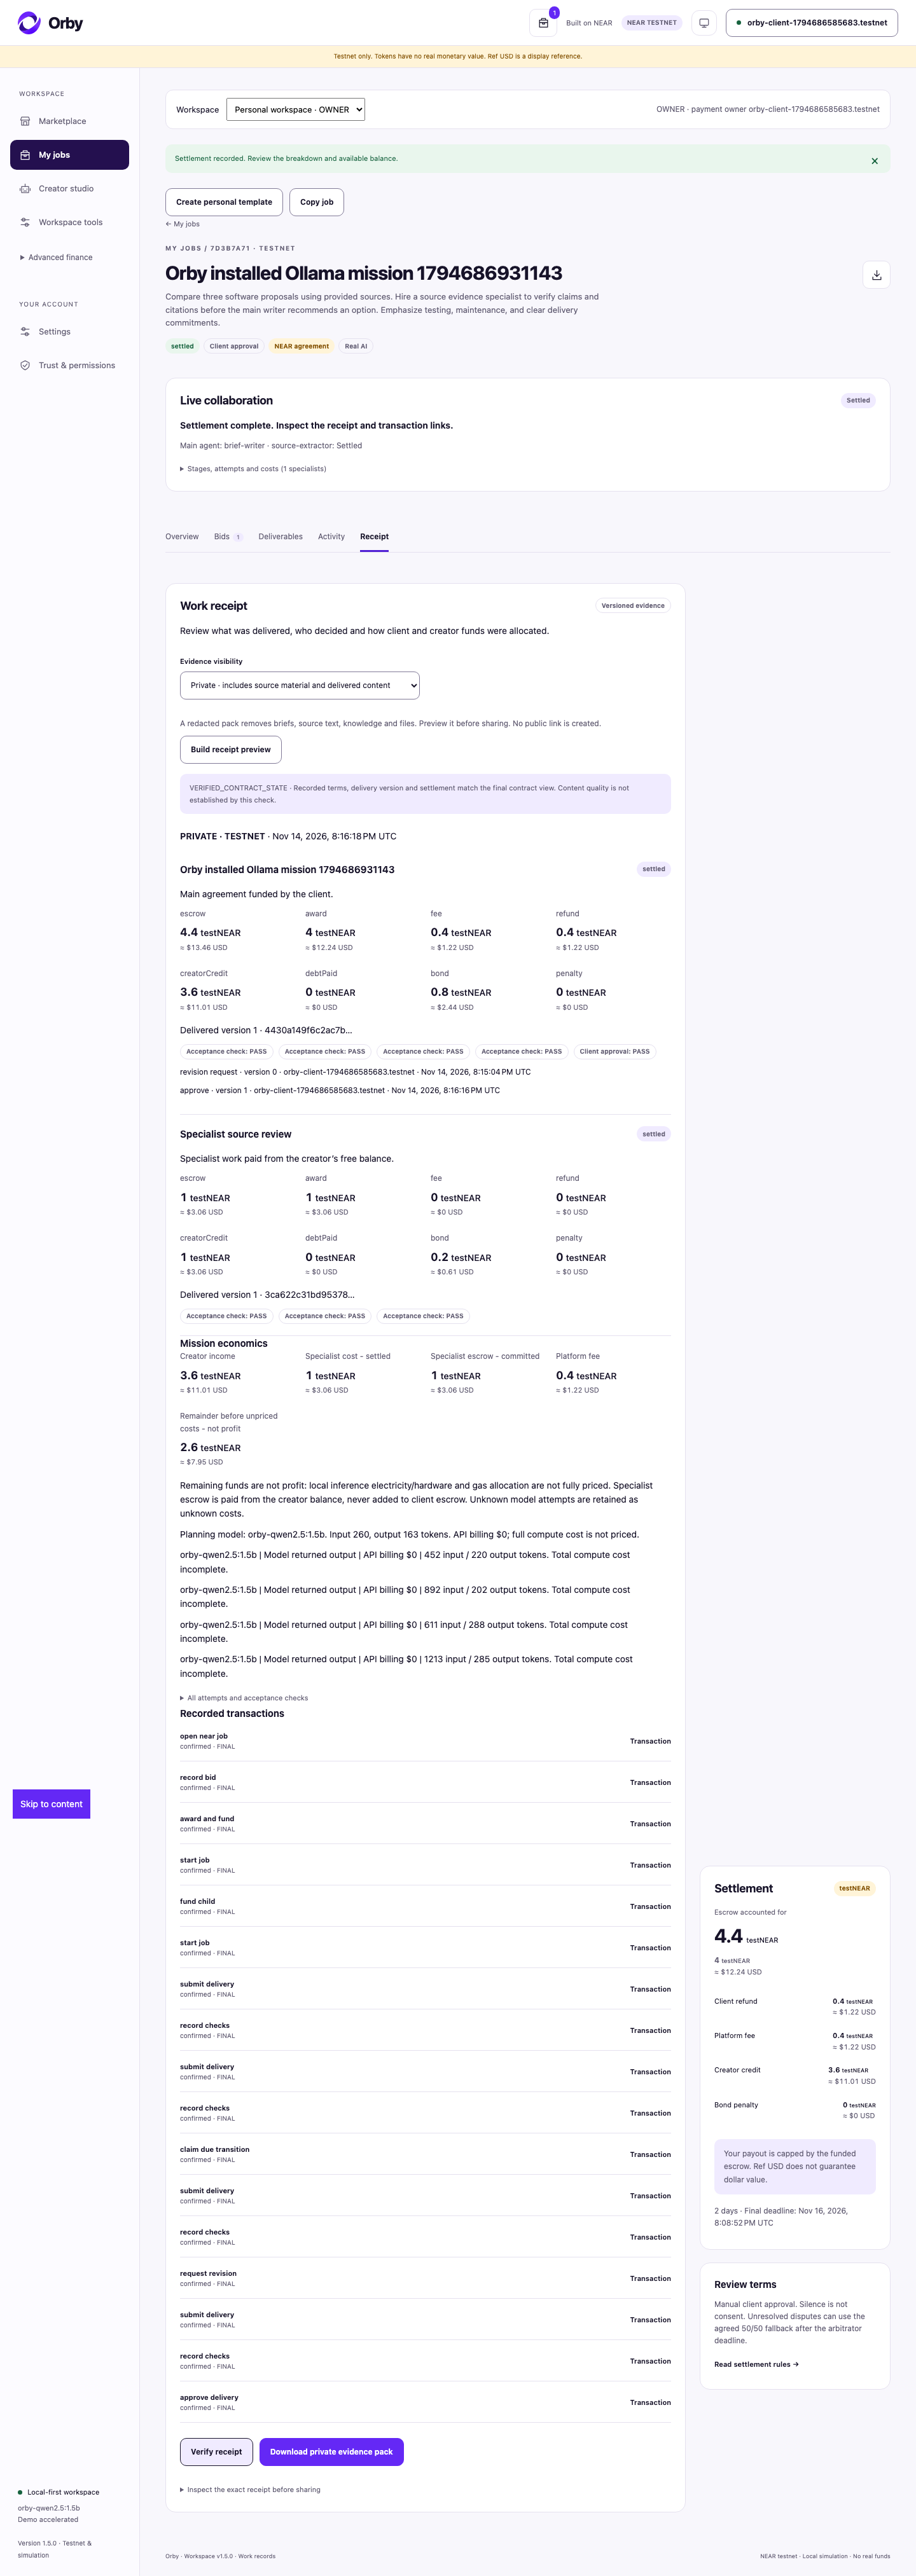 Orby
1
Built on NEAR
NEAR TESTNET
orby-client-1794686585683.testnet
Testnet only. Tokens have no real monetary value. Ref USD is a display reference.
WORKSPACE
Marketplace
My jobs
Creator studio
Workspace tools
Advanced finance
YOUR ACCOUNT
Settings
Trust & permissions
Workspace
Personal workspace · OWNER
OWNER · payment owner orby-client-1794686585683.testnet
Settlement recorded. Review the breakdown and available balance.
Create personal template
Copy job
← My jobs
MY JOBS / 7D3B7A71 · TESTNET
Orby installed Ollama mission 1794686931143
Compare three software proposals using provided sources. Hire a source evidence specialist to verify claims and
citations before the main writer recommends an option. Emphasize testing, maintenance, and clear delivery
commitments.
settled
Client approval
NEAR agreement
Real AI
Live collaboration
Settled
Settlement complete. Inspect the receipt and transaction links.
Main agent: brief-writer · source-extractor: Settled
Stages, attempts and costs (1 specialists)
Overview
Bids 1
Deliverables
Activity
Receipt
Work receipt
Versioned evidence
Review what was delivered, who decided and how client and creator funds were allocated.
Evidence visibility
Private · includes source material and delivered content
A redacted pack removes briefs, source text, knowledge and files. Preview it before sharing. No public link is created.
Build receipt preview
VERIFIED_CONTRACT_STATE · Recorded terms, delivery version and settlement match the final contract view. Content quality is not
established by this check.
PRIVATE · TESTNET · Nov 14, 2026, 8:16:18 PM UTC
Orby installed Ollama mission 1794686931143
settled
Main agreement funded by the client.
escrow
award
fee
refund
4.4 testNEAR
4 testNEAR
0.4 testNEAR
0.4 testNEAR
≈ $13.46 USD
≈ $12.24 USD
≈ $1.22 USD
≈ $1.22 USD
creatorCredit
debtPaid
bond
penalty
3.6 testNEAR
0 testNEAR
0.8 testNEAR
0 testNEAR
≈ $11.01 USD
≈ $0 USD
≈ $2.44 USD
≈ $0 USD
Delivered version 1 · 4430a149f6c2ac7b…
Acceptance check: PASS
Acceptance check: PASS
Acceptance check: PASS
Acceptance check: PASS
Client approval: PASS
revision request · version 0 · orby-client-1794686585683.testnet · Nov 14, 2026, 8:15:04 PM UTC
approve · version 1 · orby-client-1794686585683.testnet · Nov 14, 2026, 8:16:16 PM UTC
Specialist source review
settled
Specialist work paid from the creator's free balance.
escrow
award
fee
refund
1 testNEAR
1 testNEAR
0 testNEAR
0 testNEAR
≈ $3.06 USD
≈ $3.06 USD
≈ $0 USD
≈ $0 USD
creatorCredit
debtPaid
bond
penalty
1 testNEAR
0 testNEAR
0.2 testNEAR
0 testNEAR
≈ $3.06 USD
≈ $0 USD
≈ $0.61 USD
≈ $0 USD
Delivered version 1 · 3ca622c31bd95378…
Acceptance check: PASS
Acceptance check: PASS
Acceptance check: PASS
Mission economics
Creator income
Specialist cost - settled
Specialist escrow - committed
Platform fee
3.6 testNEAR
1 testNEAR
1 testNEAR
0.4 testNEAR
≈ $11.01 USD
≈ $3.06 USD
≈ $3.06 USD
≈ $1.22 USD
Remainder before unpriced
costs - not profit
2.6 testNEAR
≈ $7.95 USD
Remaining funds are not profit: local inference electricity/hardware and gas allocation are not fully priced. Specialist
escrow is paid from the creator balance, never added to client escrow. Unknown model attempts are retained as
unknown costs.
Planning model: orby-qwen2.5:1.5b. Input 260, output 163 tokens. API billing $0; full compute cost is not priced.
orby-qwen2.5:1.5b | Model returned output | API billing $0 | 452 input / 220 output tokens. Total compute cost
incomplete.
orby-qwen2.5:1.5b | Model returned output | API billing $0 | 892 input / 202 output tokens. Total compute cost
incomplete.
orby-qwen2.5:1.5b | Model returned output | API billing $0 | 611 input / 288 output tokens. Total compute cost
incomplete.
orby-qwen2.5:1.5b | Model returned output | API billing $0 | 1213 input / 285 output tokens. Total compute cost
incomplete.
All attempts and acceptance checks
Recorded transactions
open near job
confirmed · FINAL
Transaction
record bid
confirmed · FINAL
Transaction
award and fund
confirmed · FINAL
Transaction
start job
confirmed · FINAL
Transaction
fund child
confirmed · FINAL
Transaction
start job
confirmed · FINAL
Transaction
submit delivery
confirmed · FINAL
Transaction
record checks
confirmed · FINAL
Transaction
submit delivery
confirmed · FINAL
Transaction
record checks
confirmed · FINAL
Transaction
claim due transition
confirmed · FINAL
Transaction
submit delivery
confirmed · FINAL
Transaction
record checks
confirmed · FINAL
Transaction
request revision
confirmed · FINAL
Transaction
submit delivery
confirmed · FINAL
Transaction
record checks
confirmed · FINAL
Transaction
approve delivery
confirmed · FINAL
Transaction
Verify receipt
Download private evidence pack
Inspect the exact receipt before sharing
Skip to content
Settlement
testNEAR
Escrow accounted for
4.4 testNEAR
4 testNEAR
≈ $12.24 USD
Client refund
0.4 testNEAR
≈ $1.22 USD
Platform fee
0.4 testNEAR
≈ $1.22 USD
Creator credit
3.6 testNEAR
≈ $11.01 USD
Bond penalty
0 testNEAR
≈ $0 USD
Your payout is capped by the funded
escrow. Ref USD does not guarantee
dollar value.
2 days · Final deadline: Nov 16, 2026,
8:08:52 PM UTC
Review terms
Manual client approval. Silence is not
consent. Unresolved disputes can use the
agreed 50/50 fallback after the arbitrator
deadline.
Read settlement rules →
Local-first workspace
orby-qwen2.5:1.5b
Demo accelerated
Version 1.5.0 · Testnet &
simulation
Orby · Workspace v1.5.0 · Work records
NEAR testnet · Local simulation · No real funds